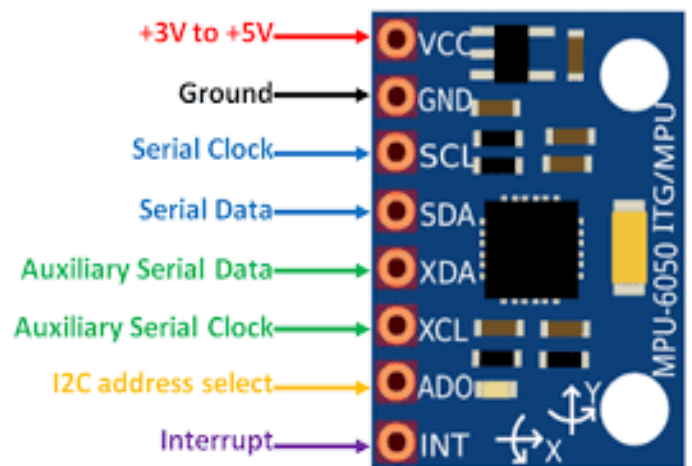 +3V to +5V
VCC
Ground
GND
Serial Clock
SCL
Serial Data
SDA
Auxiliary Serial Data
XDA
Auxiliary Serial Clock
XCL
I2C address select
ADO
Interrupt
INT
MPU-6050 ITG/MPU
Y
X